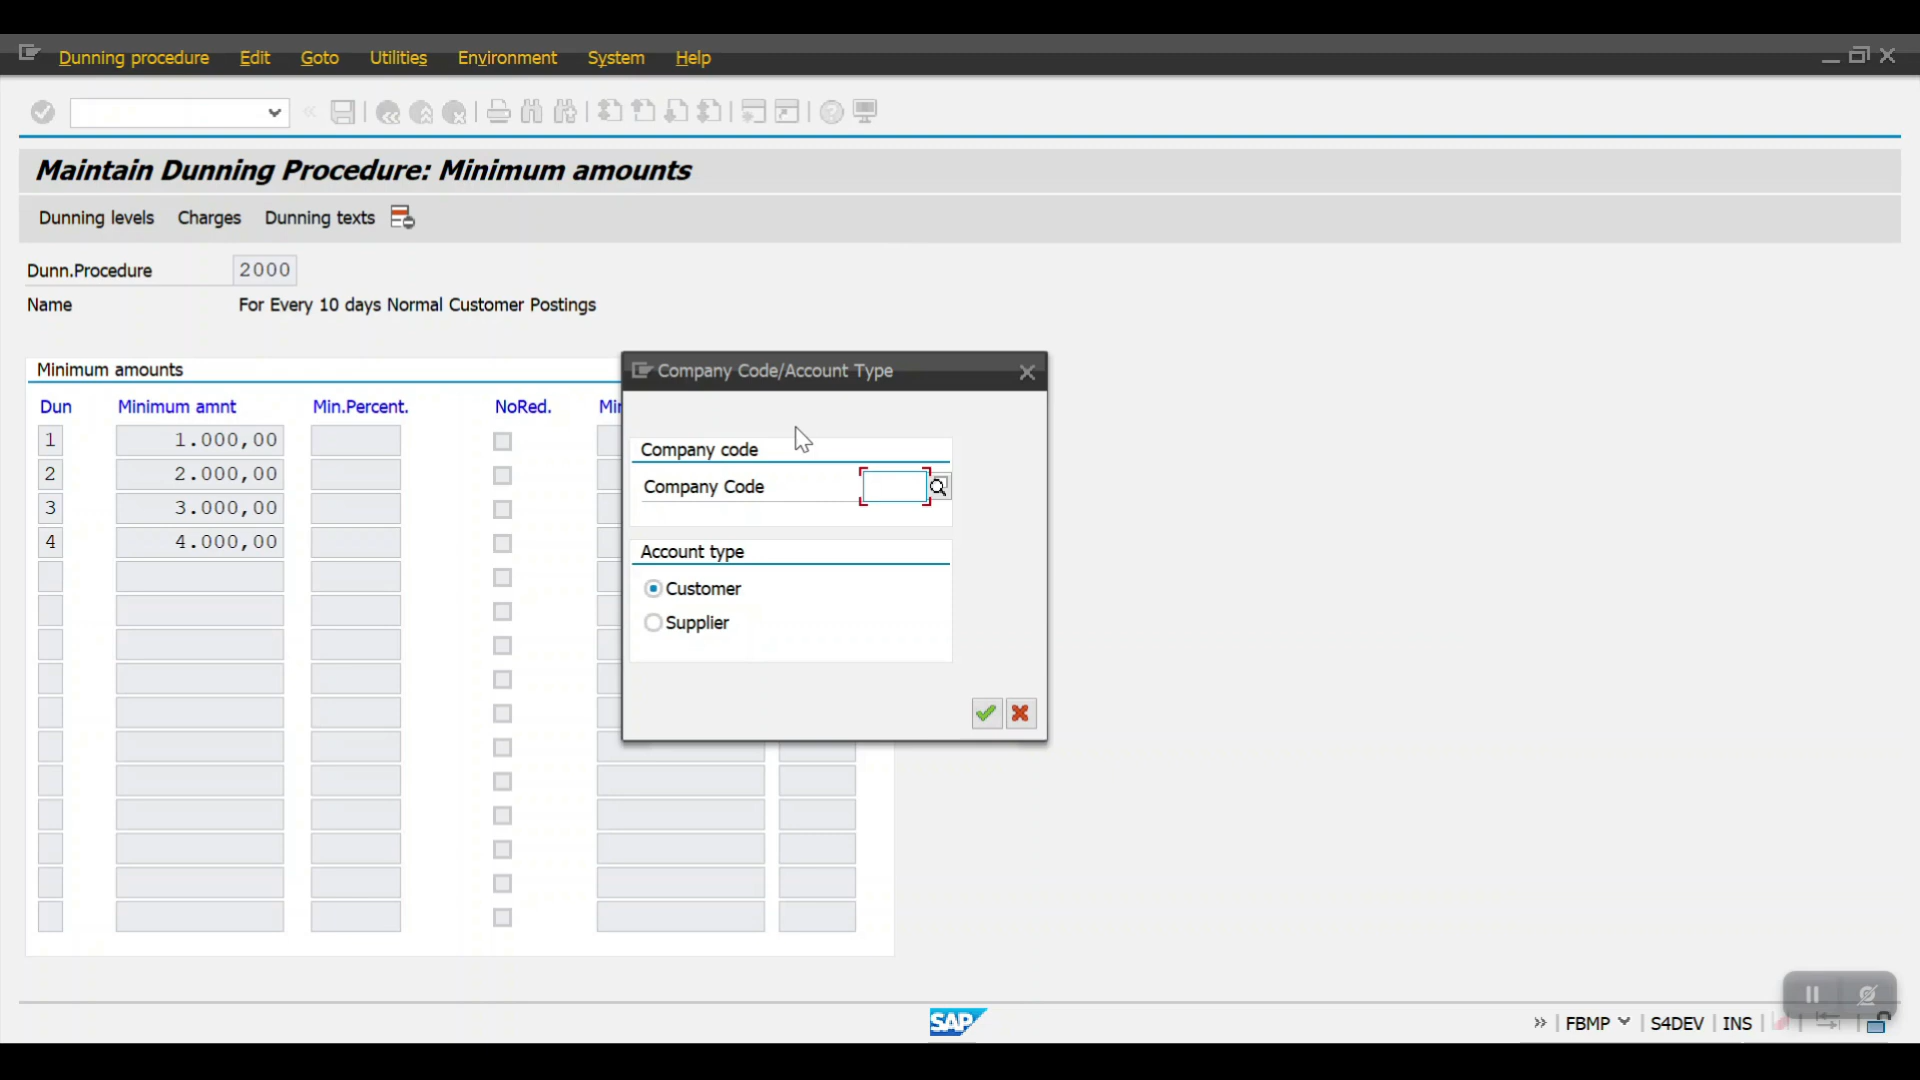 Dunning procedure Edit Goto Utilities Environment System Help
Maintain Dunning Procedure: Minimum amounts
Dunning levels Charges Dunning texts
Dunn.Procedure 2000
Name For Every 10 days Normal Customer Postings
Minimum amounts
Dun Minimum amnt Min.Percent. NoRed.
1 1.000,00
2 2.000,00
3 3.000,00
4 4.000,00
Company Code/Account Type
Company code
Company Code
Account type
Customer
Supplier
SAP
FBMP S4DEV INS